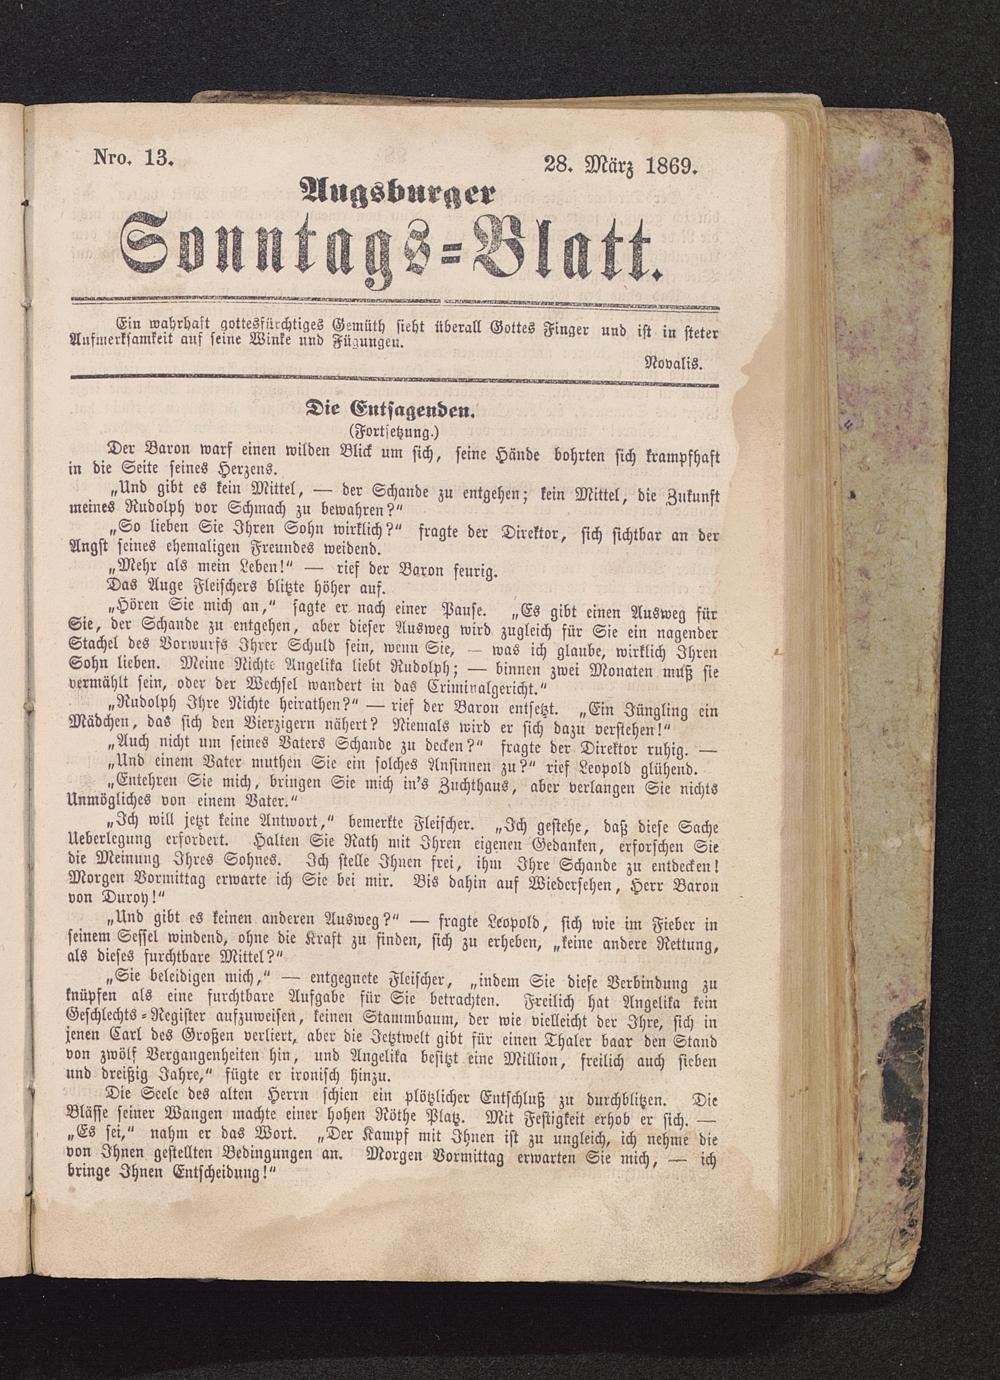 Nro. 13.
28. März 1869.
Augsburger
Sonntags=Blatt.
Ein wahrhaft gottesfürchtiges Gemüth sieht überall Gottes Finger und ist in steter
Aufmerksamkeit auf seine Winke und Fügungen.
Novalis.
Die Entsagenden.
(Fortsetzung.)
Der Baron warf einen wilden Blick um sich, seine Hände bohrten sich krampfhaft
in die Seite seines Herzens.
„Und gibt es kein Mittel, — der Schande zu entgehen; kein Mittel, die Zukunft
meines Rudolph vor Schmach zu bewahren?“
„So lieben Sie Ihren Sohn wirklich?“ fragte der Direktor, sich sichtbar an der
Angst seines ehemaligen Freundes weidend.
„Mehr als mein Leben!“ — rief der Baron feurig.
Das Auge Fleischers blitzte höher auf.
„Hören Sie mich an,“ sagte er nach einer Pause. „Es gibt einen Ausweg für
Sie, der Schande zu entgehen, aber dieser Ausweg wird zugleich für Sie ein nagender
Stachel des Vorwurfs Ihrer Schuld sein, wenn Sie, — was ich glaube, wirklich Ihren
Sohn lieben. Meine Nichte Angelika liebt Rudolph; — binnen zwei Monaten muß sie
vermählt sein, oder der Wechsel wandert in das Criminalgericht.“
„Rudolph Ihre Nichte heirathen?“ — rief der Baron entsetzt. „Ein Jüngling ein
Mädchen, das sich den Vierzigern nähert? Niemals wird er sich dazu verstehen!“
„Auch nicht um seines Vaters Schande zu decken?“ fragte der Direktor ruhig. —
„Und einem Vater muthen Sie ein solches Ansinnen zu?“ rief Leopold glühend.
„Entehren Sie mich, bringen Sie mich in's Zuchthaus, aber verlangen Sie nichts
Unmögliches von einem Vater.“
„Ich will jetzt keine Antwort,“ bemerkte Fleischer. „Ich gestehe, daß diese Sache
Ueberlegung erfordert. Halten Sie Rath mit Ihren eigenen Gedanken, erforschen Sie
die Meinung Ihres Sohnes. Ich stelle Ihnen frei, ihm Ihre Schande zu entdecken!
Morgen Vormittag erwarte ich Sie bei mir. Bis dahin auf Wiedersehen, Herr Baron
von Duroy!“
„Und gibt es keinen anderen Ausweg?“ — fragte Leopold, sich wie im Fieber in
seinem Sessel windend, ohne die Kraft zu finden, sich zu erheben, „keine andere Rettung,
als dieses furchtbare Mittel?“
„Sie beleidigen mich,“ — entgegnete Fleischer, „indem Sie diese Verbindung zu
knüpfen als eine furchtbare Aufgabe für Sie betrachten. Freilich hat Angelika kein
Geschlechts=Register aufzuweisen, keinen Stammbaum, der wie vielleicht der Ihre, sich in
jenen Carl des Großen verliert, aber die Jetztwelt gibt für einen Thaler baar den Stand
von zwölf Vergangenheiten hin, und Angelika besitzt eine Million, freilich auch sieben
und dreißig Jahre,“ fügte er ironisch hinzu.
Die Seele des alten Herrn schien ein plötzlicher Entschluß zu durchblitzen. Die
Blässe seiner Wangen machte einer hohen Röthe Platz. Mit Festigkeit erhob er sich. —
„Es sei,“ nahm er das Wort. „Der Kampf mit Ihnen ist zu ungleich, ich nehme die
von Ihnen gestellten Bedingungen an. Morgen Vormittag erwarten Sie mich, — ich
bringe Ihnen Entscheidung!“